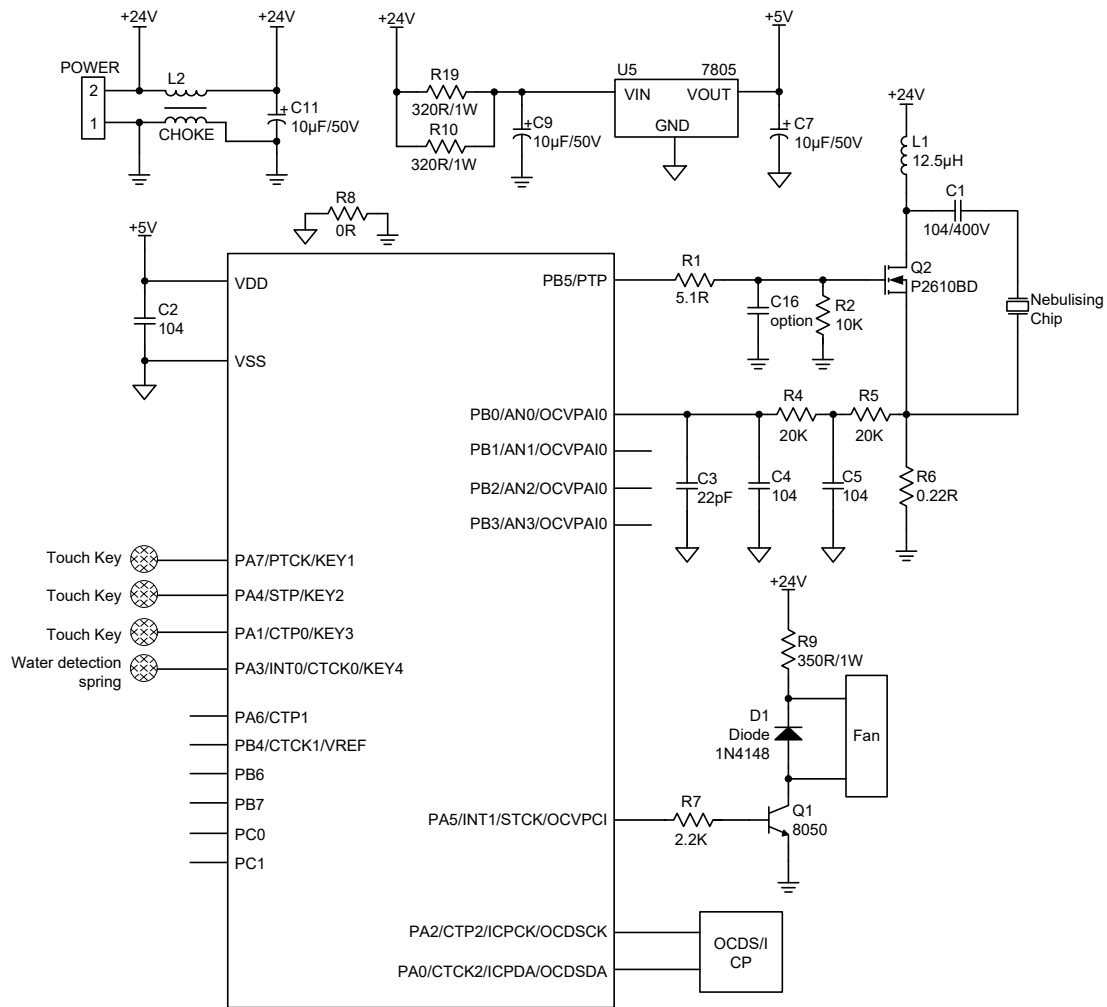 +24V
+24V
POWER
2
1
L2
CHOKE
C11
10µF/50V
+24V
R19
320R/1W
R10
320R/1W
C9
10µF/50V
U5
7805
VIN
VOUT
GND
+5V
C7
10µF/50V
+24V
L1
12.5µH
C1
104/400V
Q2
P2610BD
Nebulising
Chip
R8
0R
+5V
C2
104
VDD
VSS
PB5/PTP
R1
5.1R
C16
option
R2
10K
PB0/AN0/OCVPAI0
PB1/AN1/OCVPAI0
PB2/AN2/OCVPAI0
PB3/AN3/OCVPAI0
R4
20K
R5
20K
C3
22pF
C4
104
C5
104
R6
0.22R
Touch Key
PA7/PTCK/KEY1
Touch Key
PA4/STP/KEY2
Touch Key
PA1/CTP0/KEY3
Water detection
spring
PA3/INT0/CTCK0/KEY4
PA6/CTP1
PB4/CTCK1/VREF
PB6
PB7
PC0
PC1
+24V
R9
350R/1W
D1
Diode
1N4148
Fan
PA5/INT1/STCK/OCVPCI
R7
2.2K
Q1
8050
PA2/CTP2/ICPCK/OCDSCK
PA0/CTCK2/ICPDA/OCDSDA
OCDS/I
CP